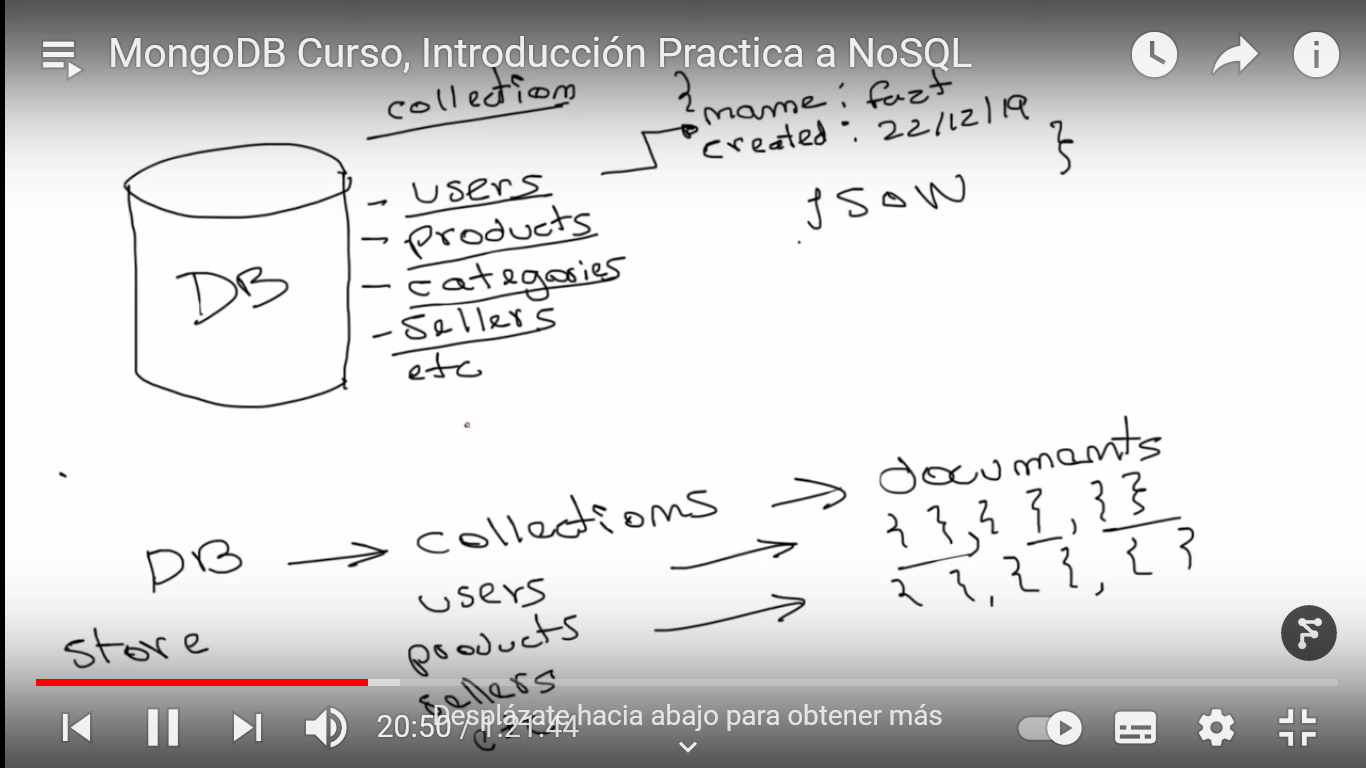 MongoDB Curso, Introducción Practica a NoSQL
collection
{
name : fazt
created : 22/12/19
}
JSON
- users
- products
- categories
- sellers
etc
DB
documents
DB → collections → { }, { }, { }
users → { }, { }, { }
store
products →
sellers
etc
20:50 / 1:21:44
Desplázate hacia abajo para obtener más